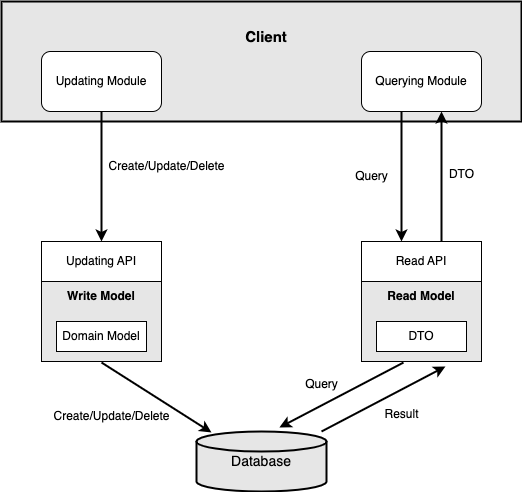 Client
Updating Module
Querying Module
Create/Update/Delete
Query
DTO
Updating API
Read API
Write Model
Read Model
Domain Model
DTO
Query
Create/Update/Delete
Result
Database